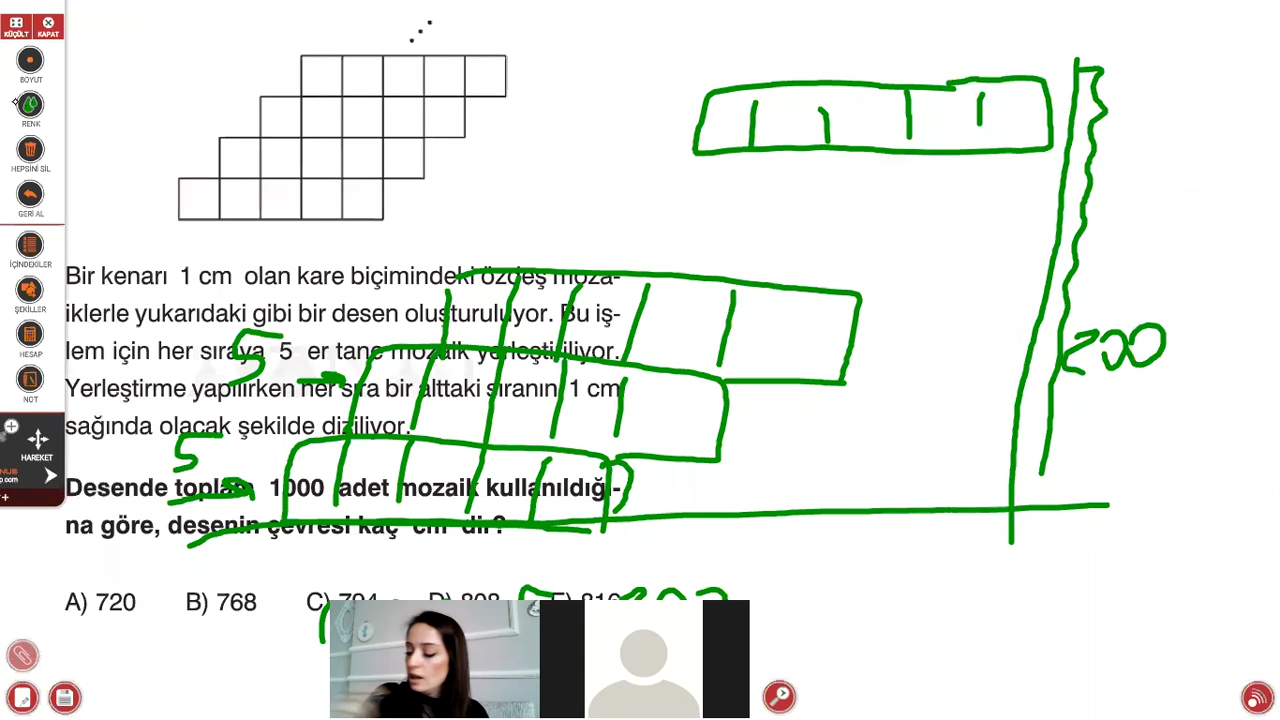 KÜÇÜLT
KAPAT
BOYUT
RENK
HEPSİNİ SİL
GERİ AL
İÇİNDEKİLER
ŞEKİLLER
HESAP
NOT
HAREKET
Bir kenarı 1 cm olan kare biçimindeki özdeş moza-
iklerle yukarıdaki gibi bir desen oluşturuluyor. Bu iş-
lem için her sıraya 5 er tane mozaik yerleştiriliyor.
Yerleştirme yapılırken her sıra bir alttaki sıranın 1 cm
sağında olacak şekilde diziliyor.
Desende toplam 1000 adet mozaik kullanıldığı-
na göre, desenin çevresi kaç cm dir?
A) 720 B) 768 C) 794 D) 808 E) 816
5
5
200